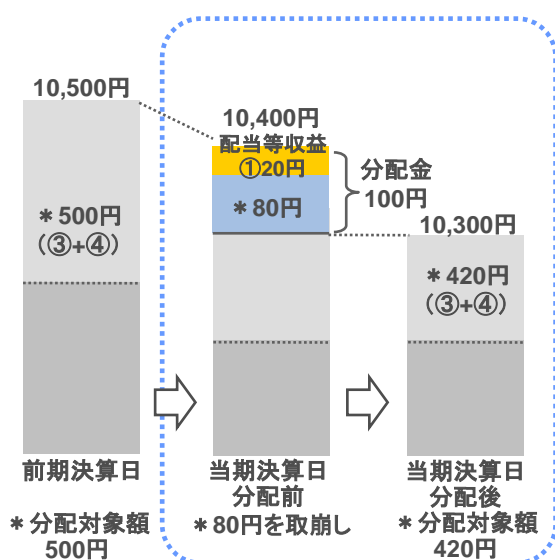 10,500円
10,400円
配当等収益
①20円
分配金
100円
＊500円
（③+④）
＊80円
10,300円
＊420円
（③+④）
前期決算日
当期決算日
分配前
当期決算日
分配後
＊分配対象額
500円
＊80円を取崩し
＊分配対象額
420円